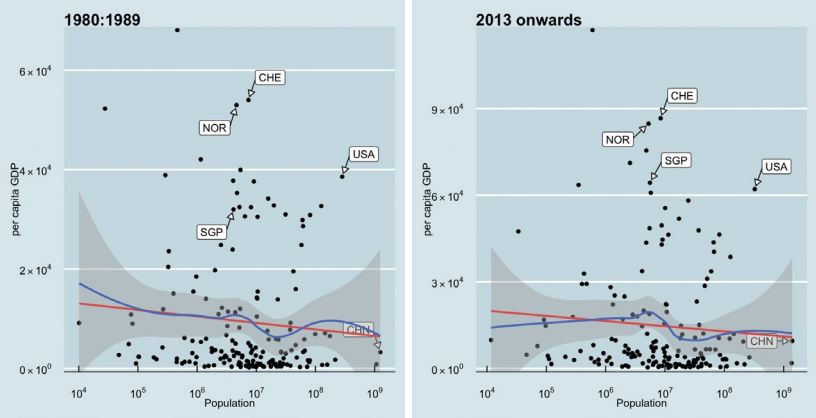 1980:1989
per capita GDP
6 × 10⁴
4 × 10⁴
2 × 10⁴
0 × 10⁰
CHE
NOR
USA
SGP
CHN
10⁴ 10⁵ 10⁶ 10⁷ 10⁸ 10⁹
Population
2013 onwards
per capita GDP
9 × 10⁴
6 × 10⁴
3 × 10⁴
0 × 10⁰
CHE
NOR
SGP
USA
CHN
10⁴ 10⁵ 10⁶ 10⁷ 10⁸ 10⁹
Population